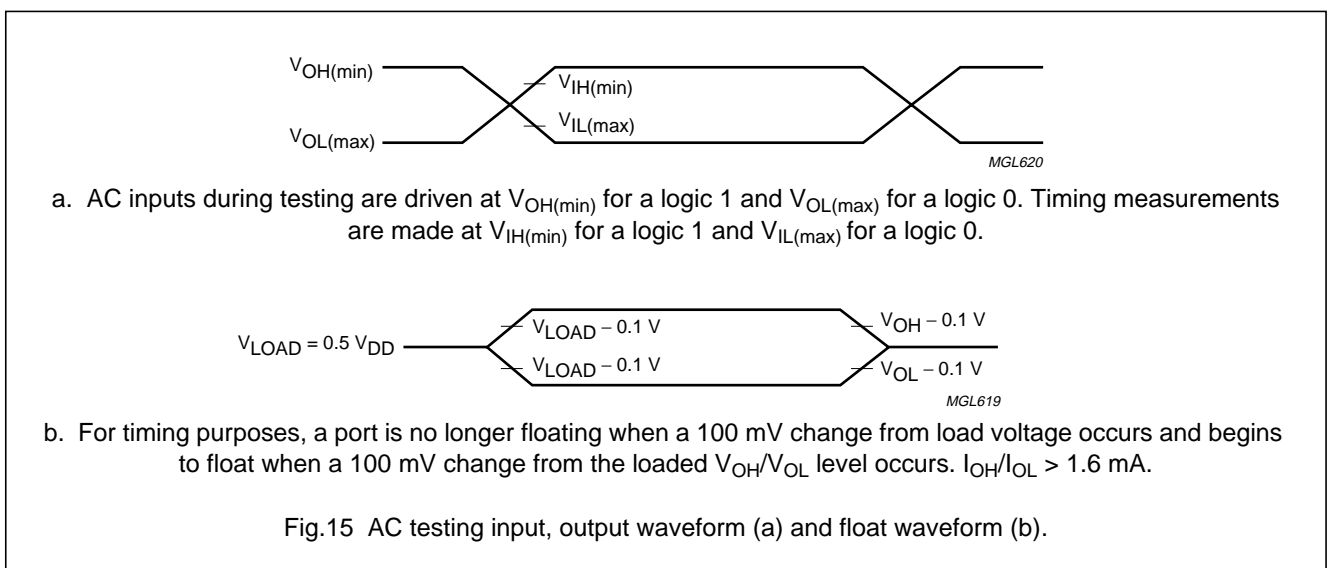 VOH(min)
VIH(min)
VIL(max)
VOL(max)
MGL620
a. AC inputs during testing are driven at VOH(min) for a logic 1 and VOL(max) for a logic 0. Timing measurements
are made at VIH(min) for a logic 1 and VIL(max) for a logic 0.
VLOAD = 0.5 VDD
VLOAD – 0.1 V
VOH – 0.1 V
VLOAD – 0.1 V
VOL – 0.1 V
MGL619
b. For timing purposes, a port is no longer floating when a 100 mV change from load voltage occurs and begins
to float when a 100 mV change from the loaded VOH/VOL level occurs. IOH/IOL > 1.6 mA.
Fig.15 AC testing input, output waveform (a) and float waveform (b).